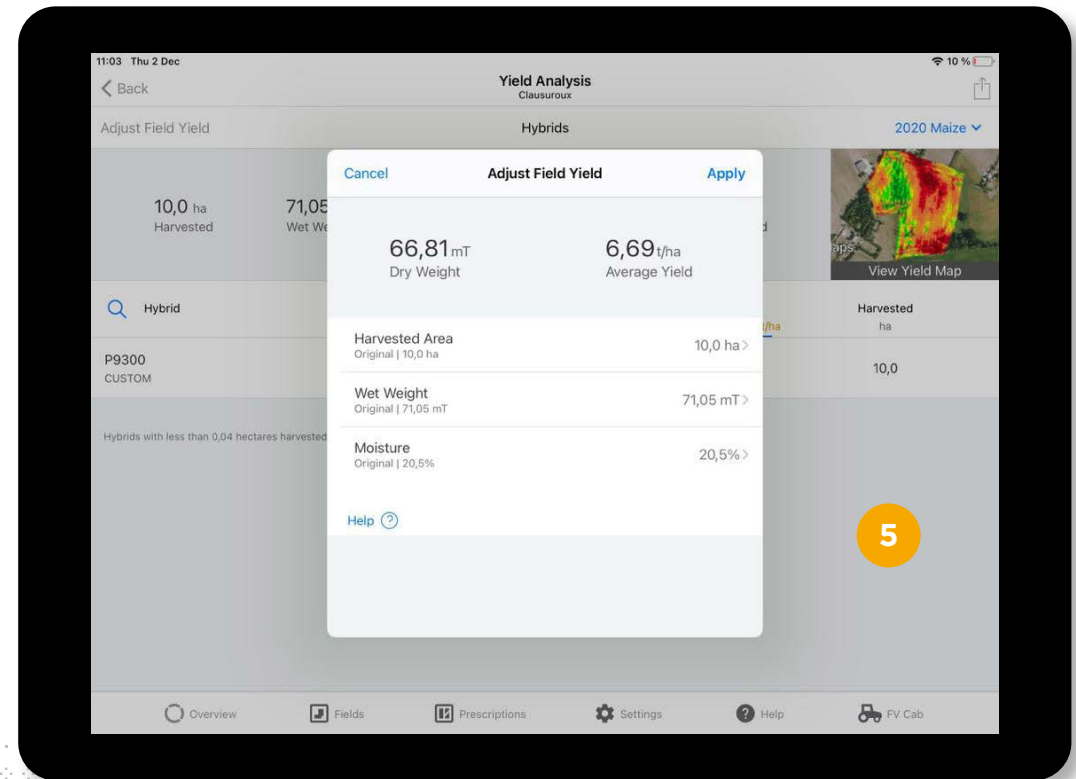 11:03 Thu 2 Dec
10 %
Back
Yield Analysis
Clausuroux
Adjust Field Yield
Hybrids
2020 Maize
10,0 ha
Harvested
71,05
Wet We
d
aps
View Yield Map
Cancel
Adjust Field Yield
Apply
66,81 mT
Dry Weight
6,69 t/ha
Average Yield
Hybrid
t/ha
Harvested
ha
P9300
CUSTOM
10,0
Harvested Area
Original | 10,0 ha
10,0 ha
Wet Weight
Original | 71,05 mT
71,05 mT
Hybrids with less than 0,04 hectares harvested
Moisture
Original | 20,5%
20,5%
Help ?
5
Overview
Fields
Prescriptions
Settings
? Help
FV Cab